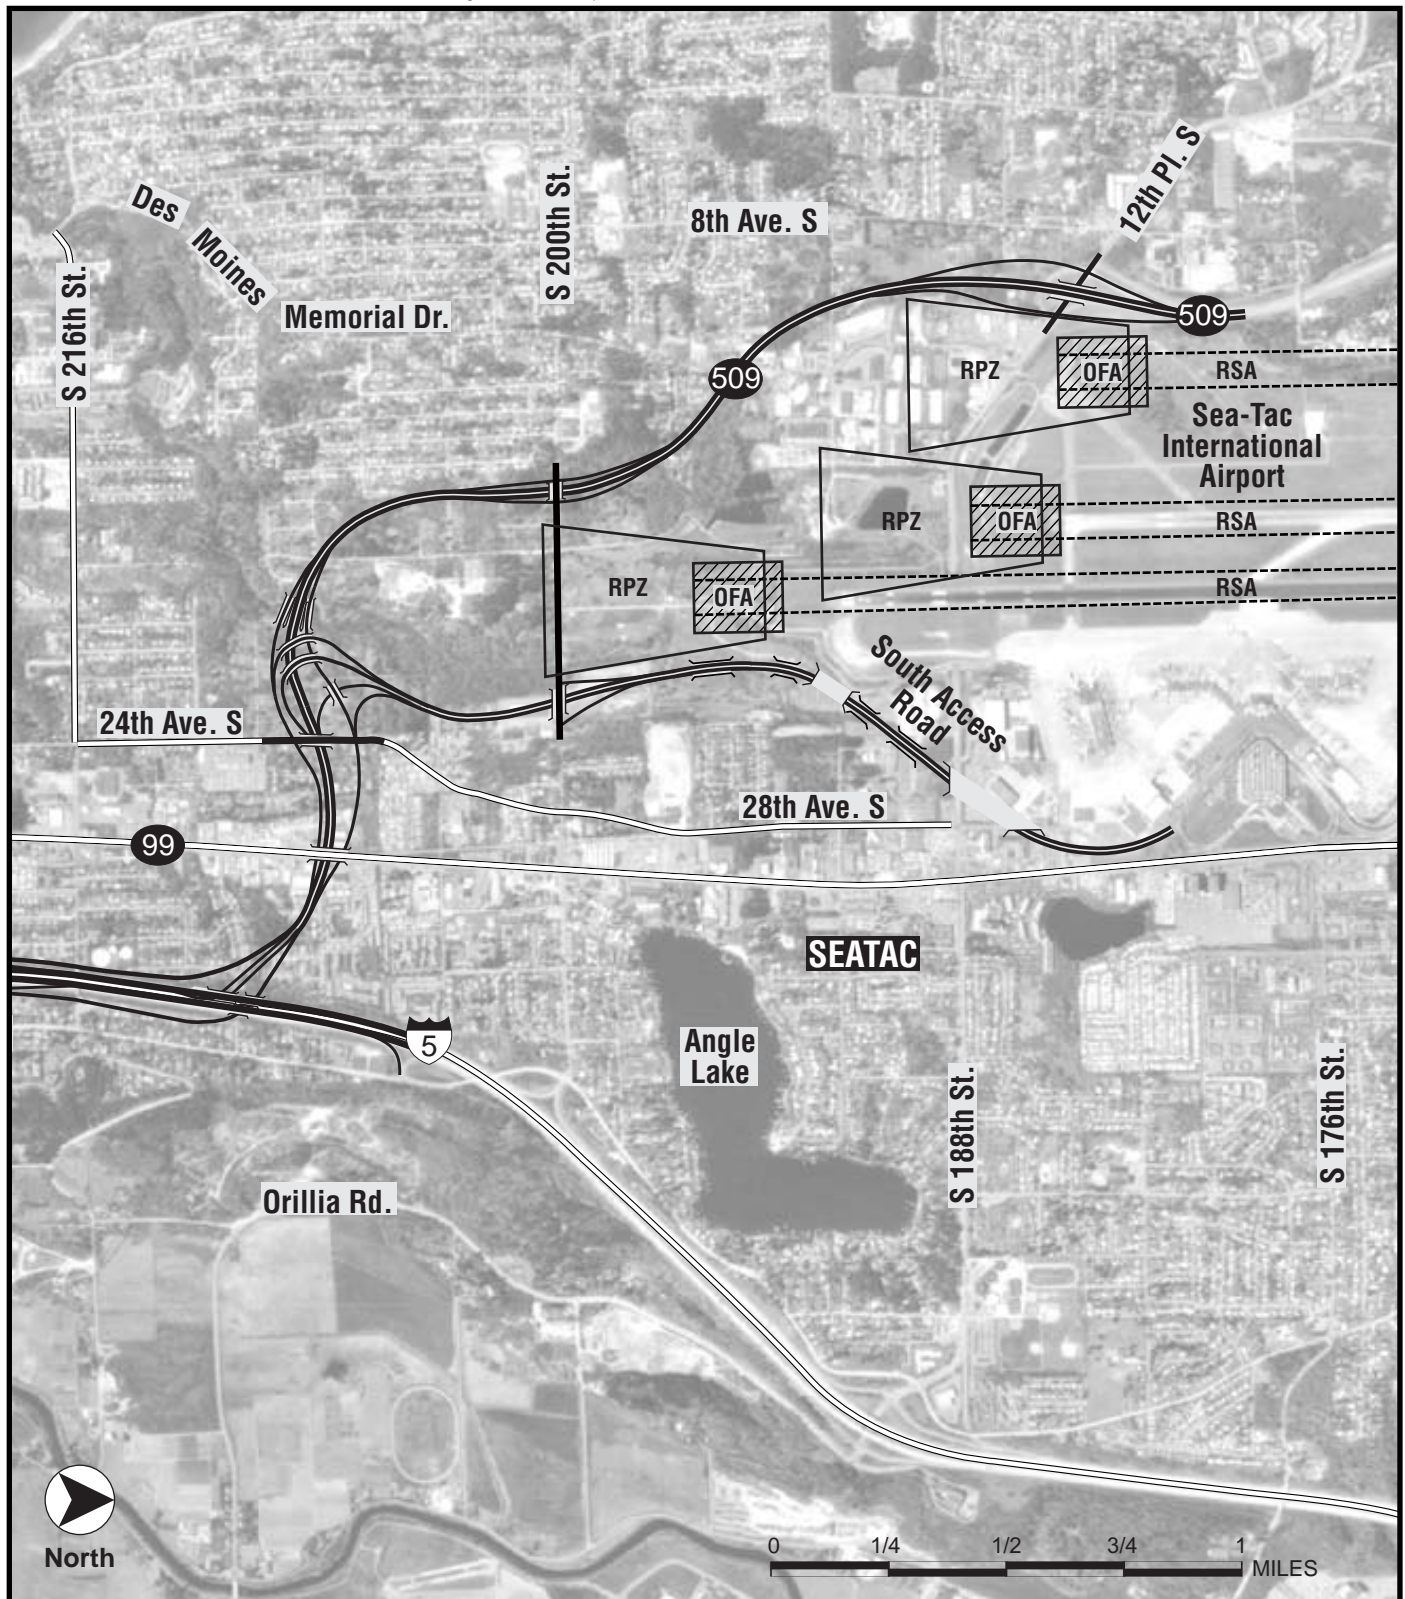 12th Pl. S
S 200th St.
8th Ave. S
Des
Moines
Memorial Dr.
S 216th St.
509
509
RPZ
OFA
RSA
Sea-Tac
International
Airport
RPZ
OFA
RSA
RPZ
OFA
RSA
South Access
Road
24th Ave. S
28th Ave. S
99
SEATAC
5
Angle
Lake
S 188th St.
S 176th St.
Orillia Rd.
North
0 1/4 1/2 3/4 1
MILES